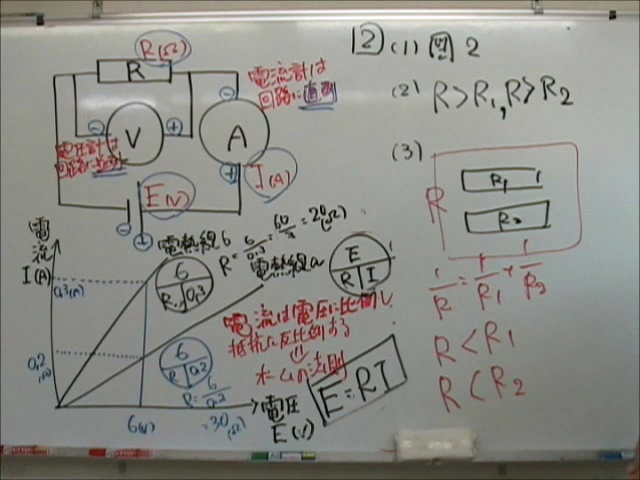 R(Ω)
R
電流計は
回路に直列
V
A
電圧計は
回路に
I(A)
E(V)
電流
I(A)
0.3(A)
0.2
(A)
6(V)
電圧
E(V)
電熱線b
6
R 0.3
R=6/0.3=60/3=20(Ω)
電熱線a
6
R 0.2
R=6/0.2
=30(Ω)
E
R I
電流は電圧に比例し
抵抗に反比例する
オームの法則
E=RI
2 (1) 図2
(2) R>R1, R>R2
(3)
R
R1
R2
1/R=1/R1+1/R2
R<R1
R<R2